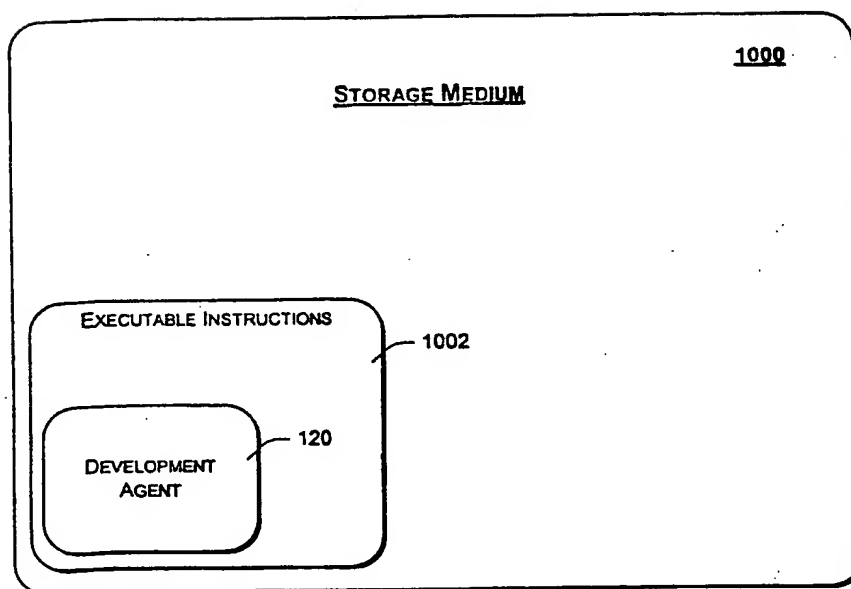 1000
STORAGE MEDIUM
EXECUTABLE INSTRUCTIONS
1002
120
DEVELOPMENT
AGENT